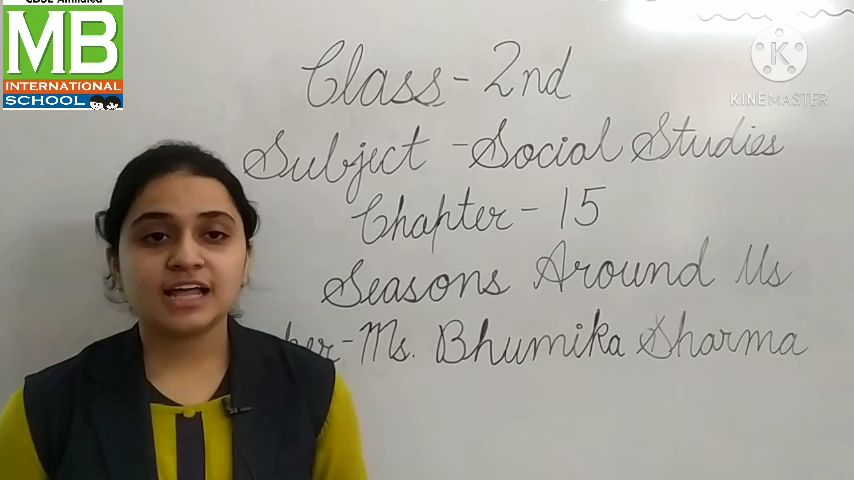 CBSE Affiliated
MB
INTERNATIONAL
SCHOOL
KINEMASTER
Class - 2nd
Subject - Social Studies
Chapter - 15
Seasons Around Us
her - Ms. Bhumika Sharma